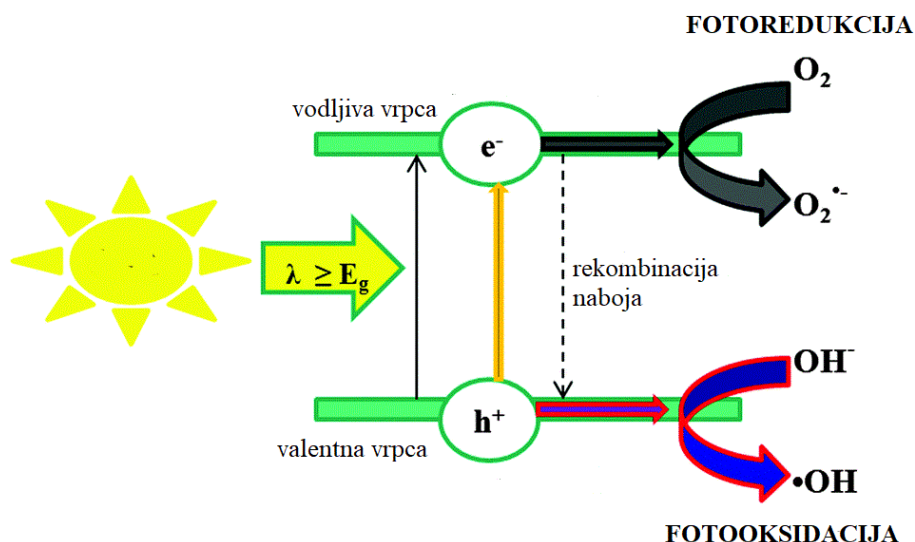 FOTOREDUKCIJA
O₂
vodljiva vrpca
e⁻
O₂•⁻
λ ≥ Eg
rekombinacija
naboja
OH⁻
h⁺
valentna vrpca
•OH
FOTOOKSIDACIJA